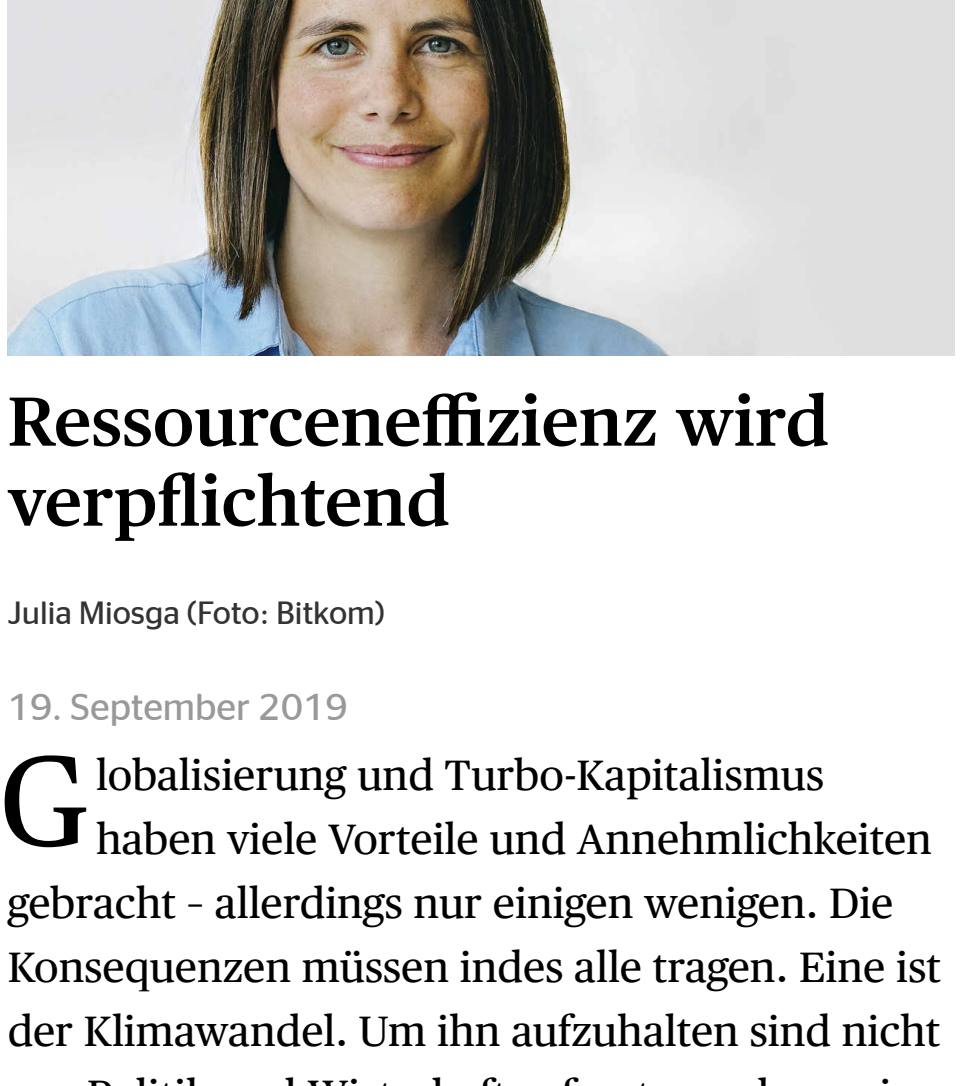 Ressourceneffizienz wird
verpflichtend
Julia Miosga (Foto: Bitkom)
19. September 2019
Globalisierung und Turbo-Kapitalismus
haben viele Vorteile und Annehmlichkeiten
gebracht – allerdings nur einigen wenigen. Die
Konsequenzen müssen indes alle tragen. Eine ist
der Klimawandel. Um ihn aufzuhalten sind nicht